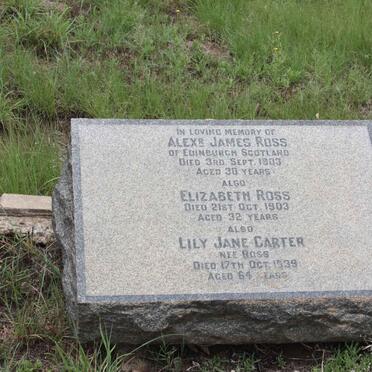 IN LOVING MEMORY OF
ALEXR JAMES ROSS
OF EDINBURGH SCOTLAND
DIED 3RD. SEPT. 1903
AGED 30 YEARS
ALSO
ELIZABETH ROSS
DIED 21ST OCT. 1903
AGED 32 YEARS
ALSO
LILY JANE CARTER
NEE ROSS
DIED 17TH OCT. 1939
AGED 64 YEARS